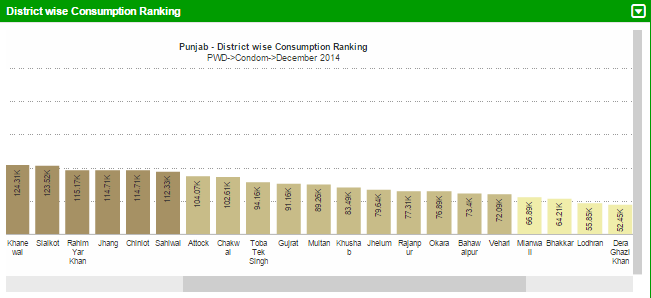 District wise Consumption Ranking
Punjab - District wise Consumption Ranking
PWD->Condom->December 2014
124.31K
123.52K
115.17K
114.71K
114.71K
112.33K
104.07K
102.61K
94.16K
91.16K
89.26K
83.49K
79.64K
77.31K
76.89K
73.4K
72.09K
66.89K
64.21K
55.85K
52.45K
Khane
wal
Sialkot
Rahim
Yar
Khan
Jhang
Chiniot
Sahiwal
Attock
Chakw
al
Toba
Tek
Singh
Gujrat
Multan
Khusha
b
Jhelum
Rajanp
ur
Okara
Bahaw
alpur
Vehari
Mianwa
li
Bhakkar
Lodhran
Dera
Ghazi
Khan